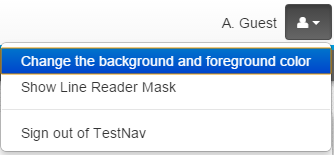 A. Guest
Change the background and foreground color
Show Line Reader Mask
Sign out of TestNav